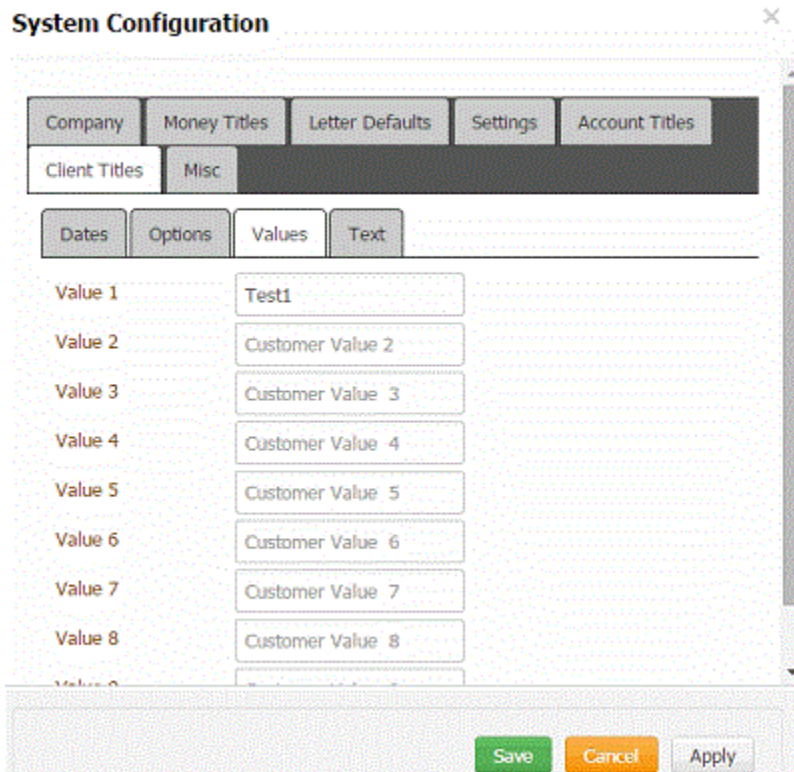 System Configuration
Company Money Titles Letter Defaults Settings Account Titles
Client Titles Misc
Dates Options Values Text
Value 1 Test1
Value 2 Customer Value 2
Value 3 Customer Value 3
Value 4 Customer Value 4
Value 5 Customer Value 5
Value 6 Customer Value 6
Value 7 Customer Value 7
Value 8 Customer Value 8
Save Cancel Apply